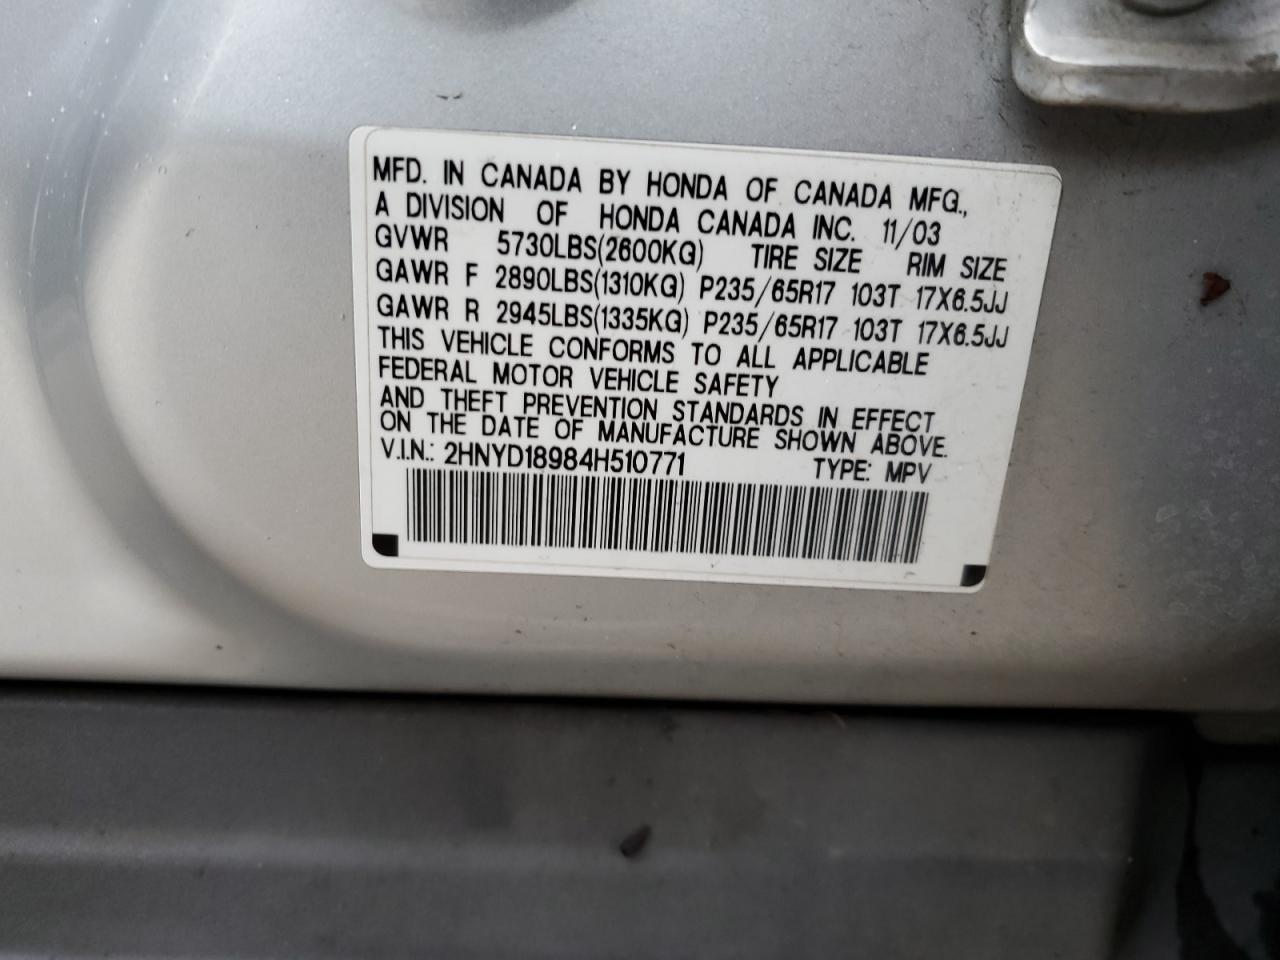 MFD. IN CANADA BY HONDA OF CANADA MFG.,
A DIVISION OF HONDA CANADA INC. 11/03
GVWR 5730LBS(2600KG) TIRE SIZE RIM SIZE
GAWR F 2890LBS(1310KG) P235/65R17 103T 17X6.5JJ
GAWR R 2945LBS(1335KG) P235/65R17 103T 17X6.5JJ
THIS VEHICLE CONFORMS TO ALL APPLICABLE
FEDERAL MOTOR VEHICLE SAFETY
AND THEFT PREVENTION STANDARDS IN EFFECT
ON THE DATE OF MANUFACTURE SHOWN ABOVE.
V.I.N.: 2HNYD18984H510771 TYPE: MPV